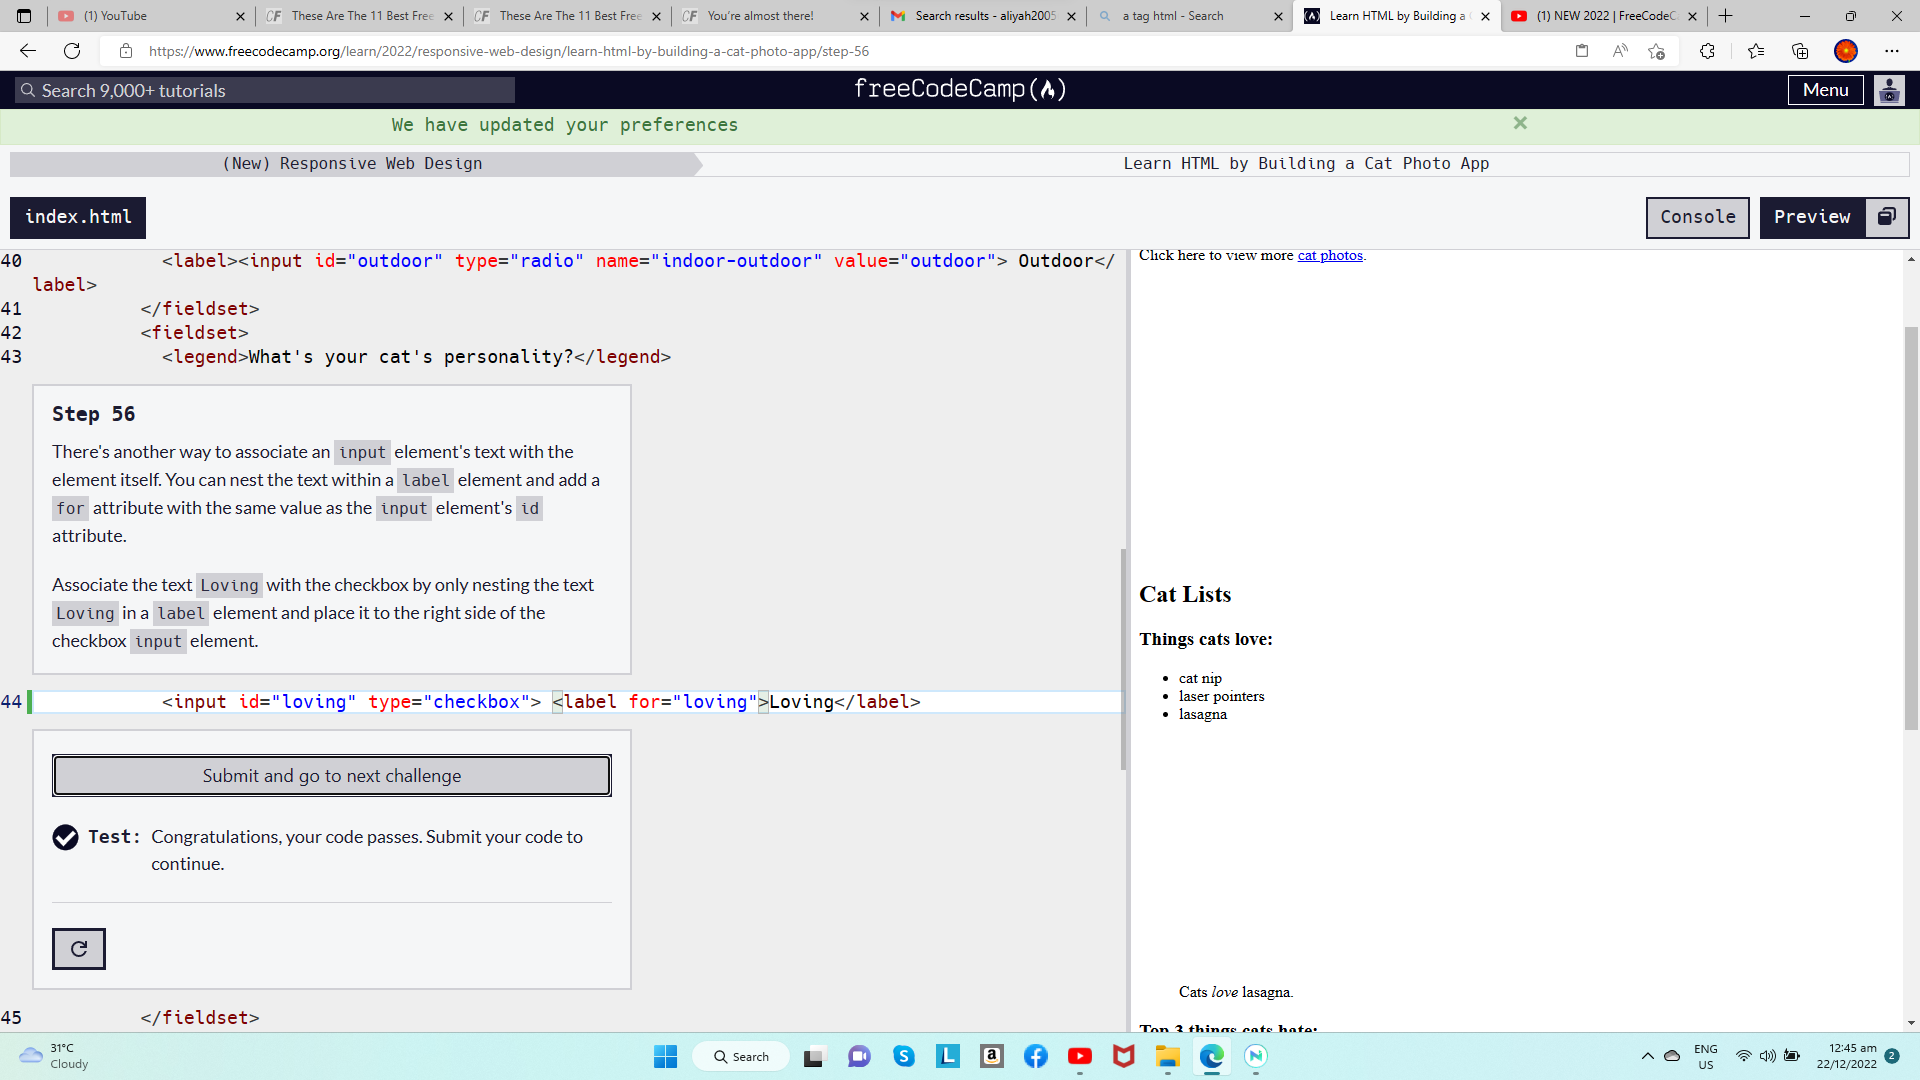 (1) YouTube
These Are The 11 Best Free
These Are The 11 Best Free
You're almost there!
Search results - aliyah2005
a tag html - Search
Learn HTML by Building a
(1) NEW 2022 | FreeCodeC
https://www.freecodecamp.org/learn/2022/responsive-web-design/learn-html-by-building-a-cat-photo-app/step-56
Search 9,000+ tutorials
freeCodeCamp
Menu
We have updated your preferences
(New) Responsive Web Design
Learn HTML by Building a Cat Photo App
index.html
Console
Preview
40 <label><input id="outdoor" type="radio" name="indoor-outdoor" value="outdoor"> Outdoor</
label>
41 </fieldset>
42 <fieldset>
43 <legend>What's your cat's personality?</legend>
Step 56
There's another way to associate an input element's text with the
element itself. You can nest the text within a label element and add a
for attribute with the same value as the input element's id
attribute.
Associate the text Loving with the checkbox by only nesting the text
Loving in a label element and place it to the right side of the
checkbox input element.
44 <input id="loving" type="checkbox"> <label for="loving">Loving</label>
Submit and go to next challenge
Test: Congratulations, your code passes. Submit your code to
continue.
45 </fieldset>
Click here to view more cat photos.
Cat Lists
Things cats love:
• cat nip
• laser pointers
• lasagna
Cats love lasagna.
Top 3 things cats hate:
31°C
Cloudy
Search
ENG
US
12:45 am
22/12/2022
2